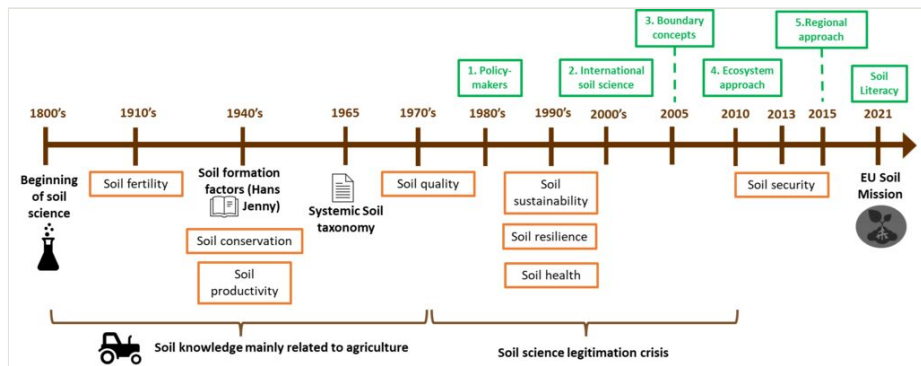 3. Boundary
concepts
5.Regional
approach
1. Policy-
makers
2. International
soil science
4. Ecosystem
approach
Soil
Literacy
1800's
1910's
1940's
1965
1970's
1980's
1990's
2000's
2005
2010
2013
2015
2021
Beginning
of soil
science
Soil fertility
Soil formation
factors (Hans
Jenny)
Soil conservation
Soil
productivity
Systemic Soil
taxonomy
Soil quality
Soil
sustainability
Soil resilience
Soil health
Soil security
EU Soil
Mission
Soil knowledge mainly related to agriculture
Soil science legitimation crisis